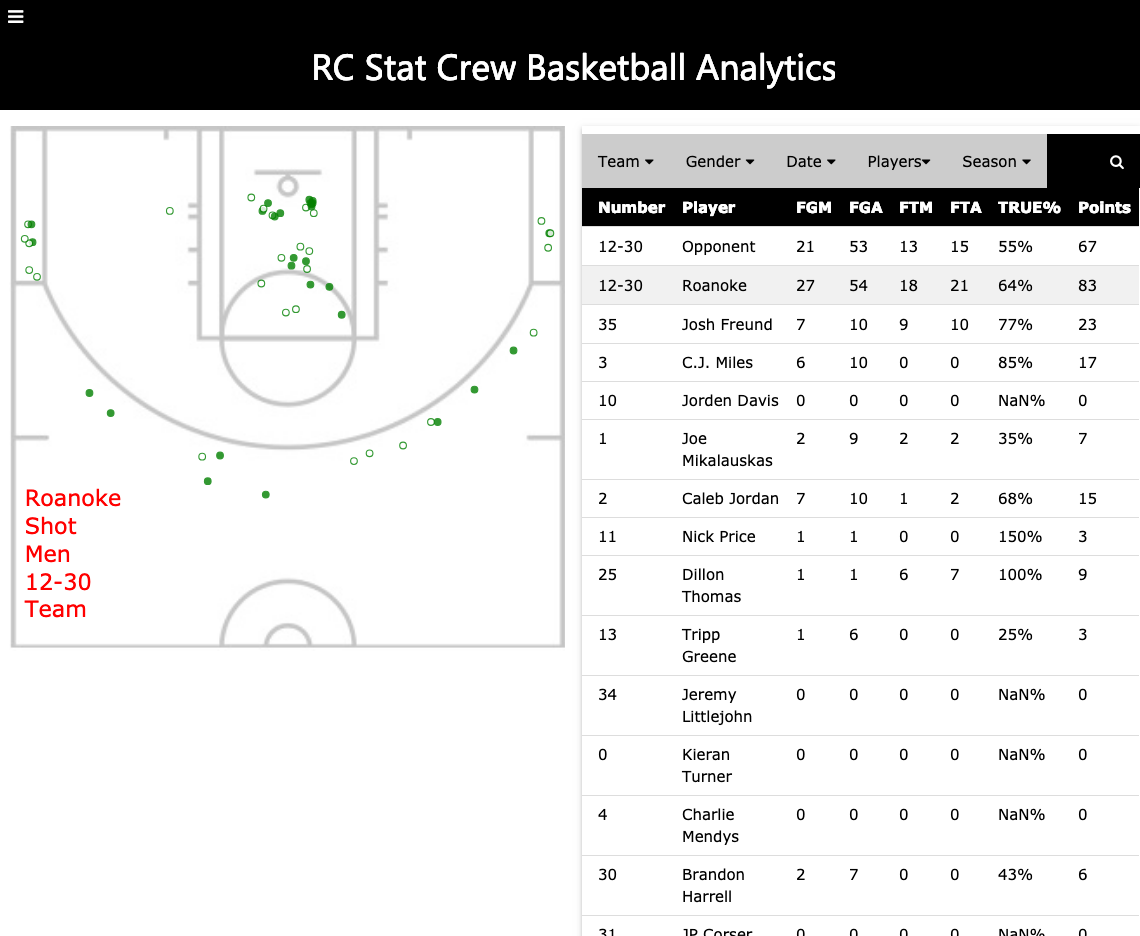 RC Stat Crew Basketball Analytics
Team Gender Date Players Season
Number Player FGM FGA FTM FTA TRUE% Points
12-30 Opponent 21 53 13 15 55% 67
12-30 Roanoke 27 54 18 21 64% 83
35 Josh Freund 7 10 9 10 77% 23
3 C.J. Miles 6 10 0 0 85% 17
10 Jorden Davis 0 0 0 0 NaN% 0
1 Joe 2 9 2 2 35% 7
Mikalauskas
2 Caleb Jordan 7 10 1 2 68% 15
11 Nick Price 1 1 0 0 150% 3
25 Dillon 1 1 6 7 100% 9
Thomas
13 Tripp 1 6 0 0 25% 3
Greene
34 Jeremy 0 0 0 0 NaN% 0
Littlejohn
0 Kieran 0 0 0 0 NaN% 0
Turner
4 Charlie 0 0 0 0 NaN% 0
Mendys
30 Brandon 2 7 0 0 43% 6
Harrell
31 JP Corser 0 0 0 0 NaN% 0
Roanoke
Shot
Men
12-30
Team